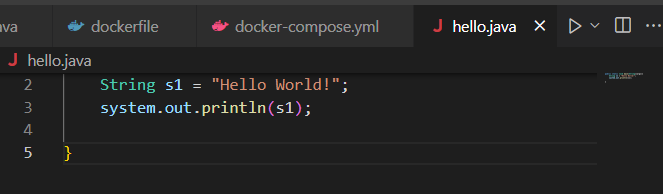 ava dockerfile docker-compose.yml J hello.java
J hello.java
2 String s1 = "Hello World!";
3 system.out.println(s1);
4
5 }